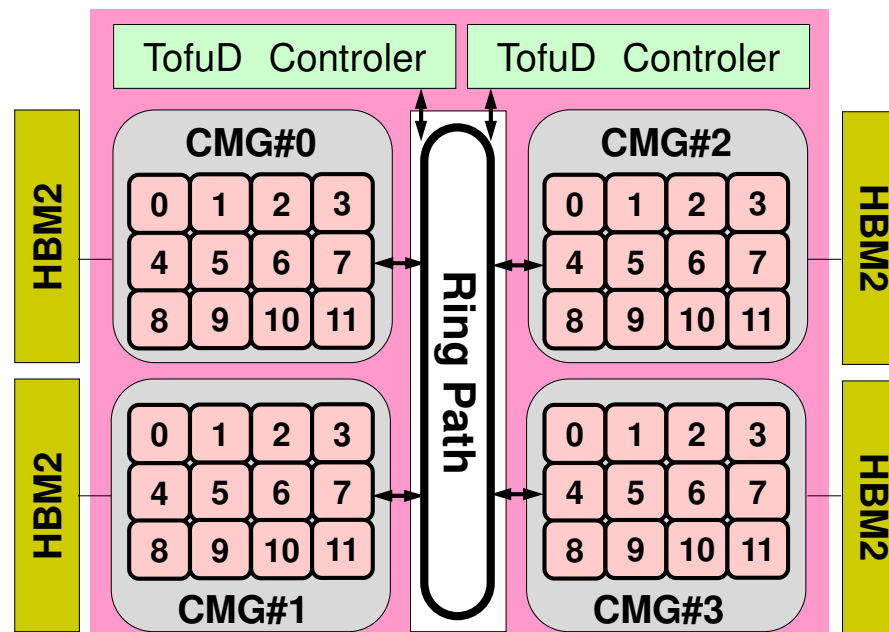 TofuD Controler
TofuD Controler
HBM2
CMG#0
0 1 2 3
4 5 6 7
8 9 10 11
Ring Path
CMG#2
0 1 2 3
4 5 6 7
8 9 10 11
HBM2
HBM2
0 1 2 3
4 5 6 7
8 9 10 11
CMG#1
0 1 2 3
4 5 6 7
8 9 10 11
CMG#3
HBM2